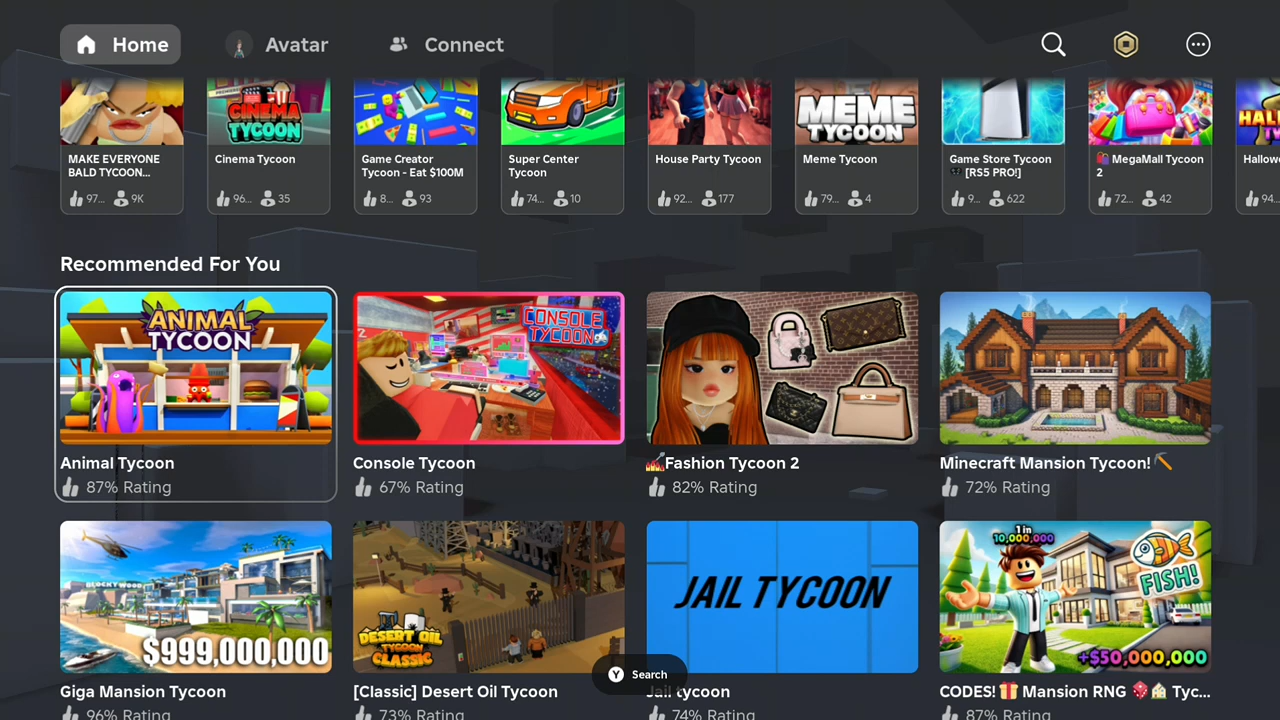 Home
Avatar
Connect
CINEMA
TYCOON
MEME
TYCOON
MAKE EVERYONE
BALD TYCOON...
Cinema Tycoon
Game Creator
Tycoon - Eat $100M
Super Center
Tycoon
House Party Tycoon
Meme Tycoon
Game Store Tycoon
🕶 [RS5 PRO!]
🛍 MegaMall Tycoon
2
Hallow
97...
9K
96...
35
8...
93
74...
10
92...
177
79...
4
9...
622
72...
42
94...
Recommended For You
ANIMAL
TYCOON
CONSOLE
TYCOON
Animal Tycoon
Console Tycoon
💅Fashion Tycoon 2
Minecraft Mansion Tycoon! ⛏
87% Rating
67% Rating
82% Rating
72% Rating
BLOCKYWOOD
$999,000,000
DESERT OIL
TYCOON
CLASSIC
JAIL TYCOON
1 in
10,000,000
FISH!
+$50,000,000
Y Search
Giga Mansion Tycoon
[Classic] Desert Oil Tycoon
Jail tycoon
CODES! 🎁 Mansion RNG 🎲🏠 Tyc...
96% Rating
73% Rating
74% Rating
87% Rating